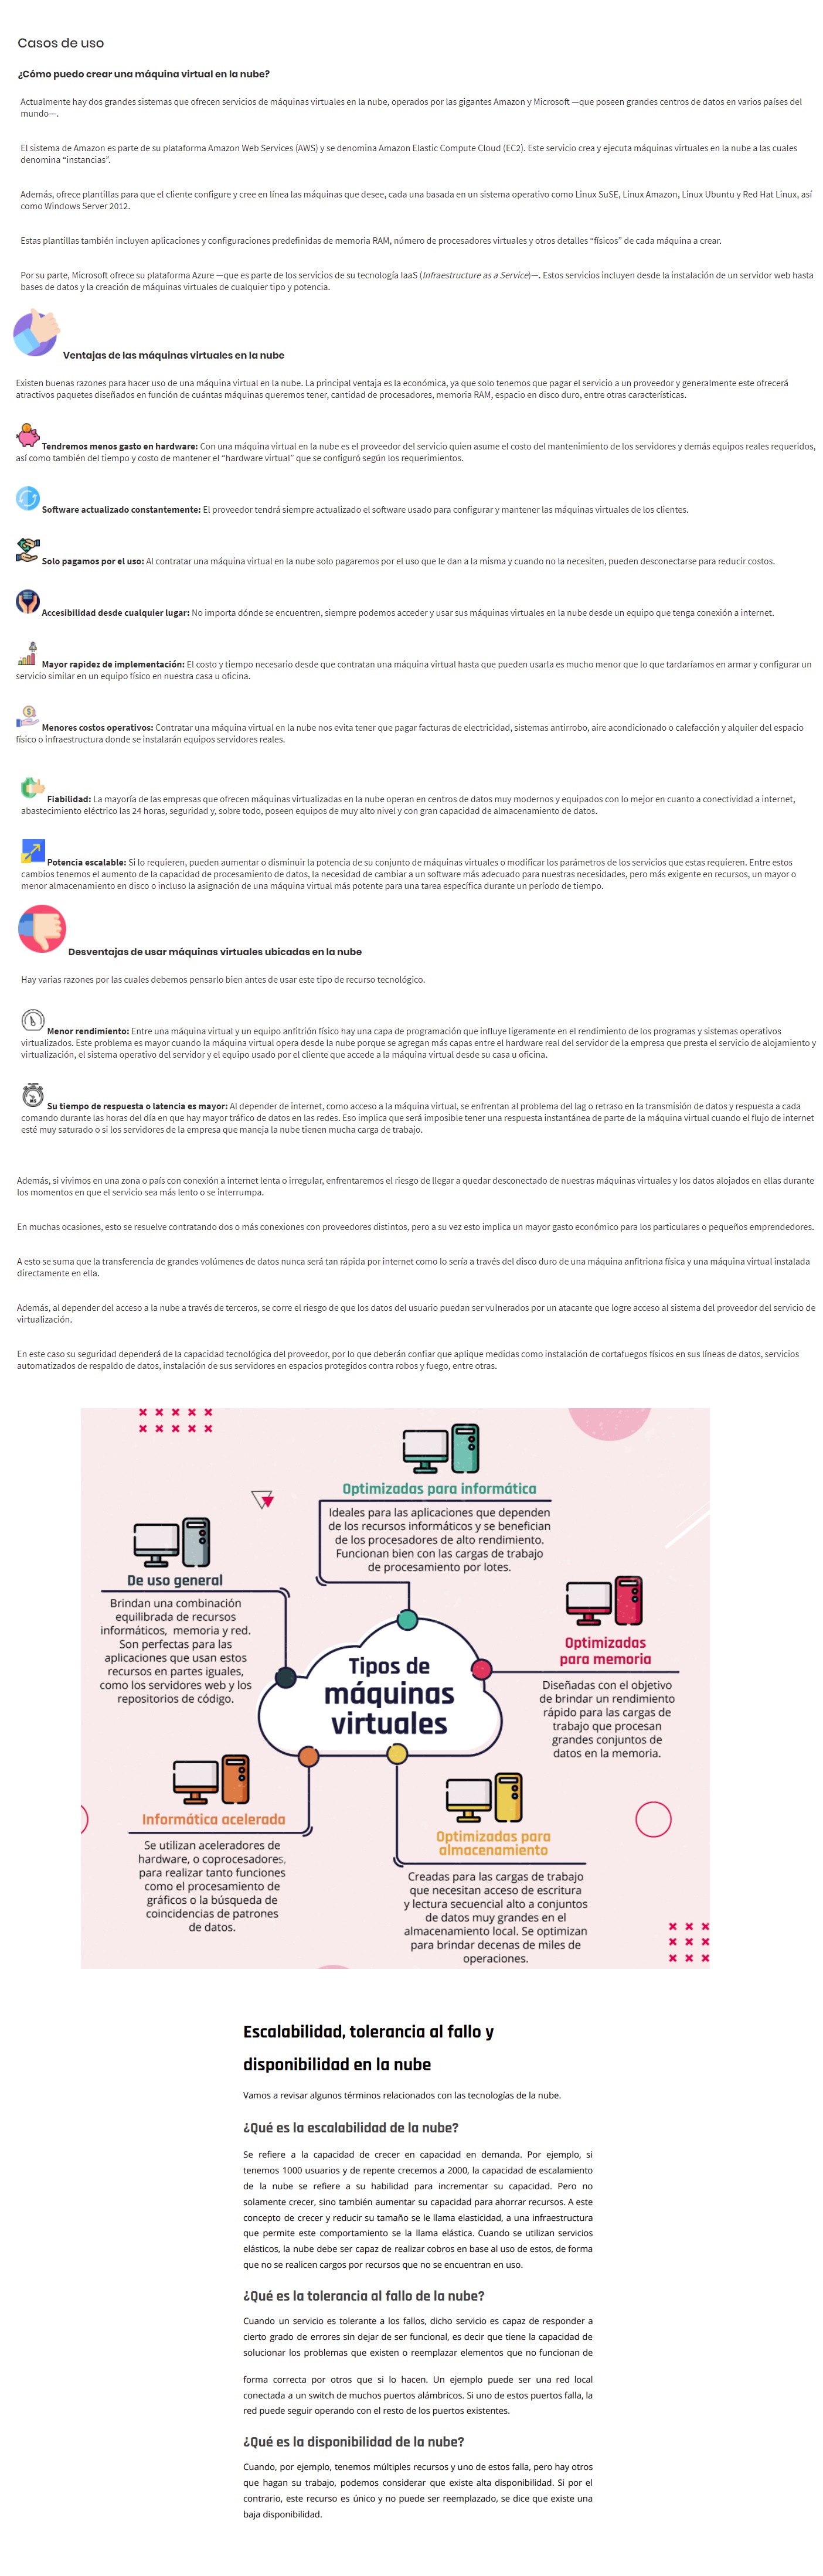 Casos de uso
¿Cómo puedo crear una máquina virtual en la nube?
Actualmente hay dos grandes sistemas que ofrecen servicios de máquinas virtuales en la nube, operados por las gigantes Amazon y Microsoft —que poseen grandes centros de datos en varios países del
mundo—.
El sistema de Amazon es parte de su plataforma Amazon Web Services (AWS) y se denomina Amazon Elastic Compute Cloud (EC2). Este servicio crea y ejecuta máquinas virtuales en la nube a las cuales
denomina “instancias”.
Además, ofrece plantillas para que el cliente configure y cree en línea las máquinas que desee, cada una basada en un sistema operativo como Linux SuSE, Linux Amazon, Linux Ubuntu y Red Hat Linux, así
como Windows Server 2012.
Estas plantillas también incluyen aplicaciones y configuraciones predefinidas de memoria RAM, número de procesadores virtuales y otros detalles “físicos” de cada máquina a crear.
Por su parte, Microsoft ofrece su plataforma Azure —que es parte de los servicios de su tecnología IaaS (Infraestructure as a Service)—. Estos servicios incluyen desde la instalación de un servidor web hasta
bases de datos y la creación de máquinas virtuales de cualquier tipo y potencia.
Ventajas de las máquinas virtuales en la nube
Existen buenas razones para hacer uso de una máquina virtual en la nube. La principal ventaja es la económica, ya que solo tenemos que pagar el servicio a un proveedor y generalmente este ofrecerá
atractivos paquetes diseñados en función de cuántas máquinas queremos tener, cantidad de procesadores, memoria RAM, espacio en disco duro, entre otras características.
Tendremos menos gasto en hardware: Con una máquina virtual en la nube es el proveedor del servicio quien asume el costo del mantenimiento de los servidores y demás equipos reales requeridos,
así como también del tiempo y costo de mantener el “hardware virtual” que se configuró según los requerimientos.
Software actualizado constantemente: El proveedor tendrá siempre actualizado el software usado para configurar y mantener las máquinas virtuales de los clientes.
Solo pagamos por el uso: Al contratar una máquina virtual en la nube solo pagaremos por el uso que le dan a la misma y cuando no la necesiten, pueden desconectarse para reducir costos.
Accesibilidad desde cualquier lugar: No importa dónde se encuentren, siempre podemos acceder y usar sus máquinas virtuales en la nube desde un equipo que tenga conexión a internet.
Mayor rapidez de implementación: El costo y tiempo necesario desde que contratan una máquina virtual hasta que pueden usarla es mucho menor que lo que tardaríamos en armar y configurar un
servicio similar en un equipo físico en nuestra casa u oficina.
Menores costos operativos: Contratar una máquina virtual en la nube nos evita tener que pagar facturas de electricidad, sistemas antirrobo, aire acondicionado o calefacción y alquiler del espacio
físico o infraestructura donde se instalarán equipos servidores reales.
Fiabilidad: La mayoría de las empresas que ofrecen máquinas virtualizadas en la nube operan en centros de datos muy modernos y equipados con lo mejor en cuanto a conectividad a internet,
abastecimiento eléctrico las 24 horas, seguridad y, sobre todo, poseen equipos de muy alto nivel y con gran capacidad de almacenamiento de datos.
Potencia escalable: Si lo requieren, pueden aumentar o disminuir la potencia de su conjunto de máquinas virtuales o modificar los parámetros de los servicios que estas requieren. Entre estos
cambios tenemos el aumento de la capacidad de procesamiento de datos, la necesidad de cambiar a un software más adecuado para nuestras necesidades, pero más exigente en recursos, un mayor o
menor almacenamiento en disco o incluso la asignación de una máquina virtual más potente para una tarea específica durante un período de tiempo.
Desventajas de usar máquinas virtuales ubicadas en la nube
Hay varias razones por las cuales debemos pensarlo bien antes de usar este tipo de recurso tecnológico.
Menor rendimiento: Entre una máquina virtual y un equipo anfitrión físico hay una capa de programación que influye ligeramente en el rendimiento de los programas y sistemas operativos
virtualizados. Este problema es mayor cuando la máquina virtual opera desde la nube porque se agregan más capas entre el hardware real del servidor de la empresa que presta el servicio de alojamiento y
virtualización, el sistema operativo del servidor y el equipo usado por el cliente que accede a la máquina virtual desde su casa u oficina.
Su tiempo de respuesta o latencia es mayor: Al depender de internet, como acceso a la máquina virtual, se enfrentan al problema del lag o retraso en la transmisión de datos y respuesta a cada
comando durante las horas del día en que hay mayor tráfico de datos en las redes. Eso implica que será imposible tener una respuesta instantánea de parte de la máquina virtual cuando el flujo de internet
esté muy saturado o si los servidores de la empresa que maneja la nube tienen mucha carga de trabajo.
Además, si vivimos en una zona o país con conexión a internet lenta o irregular, enfrentaremos el riesgo de llegar a quedar desconectado de nuestras máquinas virtuales y los datos alojados en ellas durante
los momentos en que el servicio sea más lento o se interrumpa.
En muchas ocasiones, esto se resuelve contratando dos o más conexiones con proveedores distintos, pero a su vez esto implica un mayor gasto económico para los particulares o pequeños emprendedores.
A esto se suma que la transferencia de grandes volúmenes de datos nunca será tan rápida por internet como lo sería a través del disco duro de una máquina anfitriona física y una máquina virtual instalada
directamente en ella.
Además, al depender del acceso a la nube a través de terceros, se corre el riesgo de que los datos del usuario puedan ser vulnerados por un atacante que logre acceso al sistema del proveedor del servicio de
virtualización.
En este caso su seguridad dependerá de la capacidad tecnológica del proveedor, por lo que deberán confiar que aplique medidas como instalación de cortafuegos físicos en sus líneas de datos, servicios
automatizados de respaldo de datos, instalación de sus servidores en espacios protegidos contra robos y fuego, entre otras.
Optimizadas para informática
Ideales para las aplicaciones que dependen
de los recursos informáticos y se benefician
de los procesadores de alto rendimiento.
Funcionan bien con las cargas de trabajo
de procesamiento por lotes.
De uso general
Brindan una combinación
equilibrada de recursos
informáticos, memoria y red.
Son perfectas para las
aplicaciones que usan estos
recursos en partes iguales,
como los servidores web y los
repositorios de código.
Optimizadas
para memoria
Diseñadas con el objetivo
de brindar un rendimiento
rápido para las cargas de
trabajo que procesan
grandes conjuntos de
datos en la memoria.
Tipos de
máquinas
virtuales
Informática acelerada
Se utilizan aceleradores de
hardware, o coprocesadores,
para realizar tanto funciones
como el procesamiento de
gráficos o la búsqueda de
coincidencias de patrones
de datos.
Optimizadas para
almacenamiento
Creadas para las cargas de trabajo
que necesitan acceso de escritura
y lectura secuencial alto a conjuntos
de datos muy grandes en el
almacenamiento local. Se optimizan
para brindar decenas de miles de
operaciones.
Escalabilidad, tolerancia al fallo y
disponibilidad en la nube
Vamos a revisar algunos términos relacionados con las tecnologías de la nube.
¿Qué es la escalabilidad de la nube?
Se refiere a la capacidad de crecer en capacidad en demanda. Por ejemplo, si
tenemos 1000 usuarios y de repente crecemos a 2000, la capacidad de escalamiento
de la nube se refiere a su habilidad para incrementar su capacidad. Pero no
solamente crecer, sino también aumentar su capacidad para ahorrar recursos. A este
concepto de crecer y reducir su tamaño se le llama elasticidad, a una infraestructura
que permite este comportamiento se la llama elástica. Cuando se utilizan servicios
elásticos, la nube debe ser capaz de realizar cobros en base al uso de estos, de forma
que no se realicen cargos por recursos que no se encuentran en uso.
¿Qué es la tolerancia al fallo de la nube?
Cuando un servicio es tolerante a los fallos, dicho servicio es capaz de responder a
cierto grado de errores sin dejar de ser funcional, es decir que tiene la capacidad de
solucionar los problemas que existen o reemplazar elementos que no funcionan de
forma correcta por otros que si lo hacen. Un ejemplo puede ser una red local
conectada a un switch de muchos puertos alámbricos. Si uno de estos puertos falla, la
red puede seguir operando con el resto de los puertos existentes.
¿Qué es la disponibilidad de la nube?
Cuando, por ejemplo, tenemos múltiples recursos y uno de estos falla, pero hay otros
que hagan su trabajo, podemos considerar que existe alta disponibilidad. Si por el
contrario, este recurso es único y no puede ser reemplazado, se dice que existe una
baja disponibilidad.